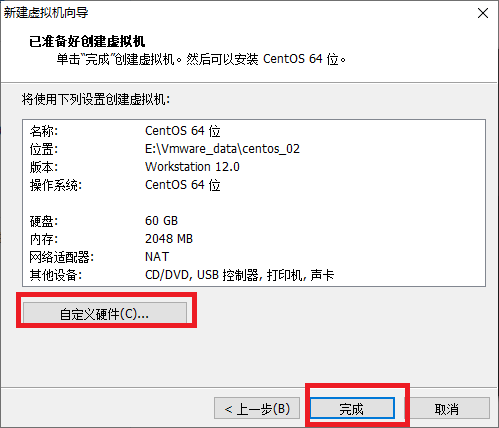 新建虚拟机向导
已准备好创建虚拟机
单击“完成”创建虚拟机。然后可以安装 CentOS 64 位。
将使用下列设置创建虚拟机:
名称: CentOS 64 位
位置: E:\Vmware_data\centos_02
版本: Workstation 12.0
操作系统: CentOS 64 位
硬盘: 60 GB
内存: 2048 MB
网络适配器: NAT
其他设备: CD/DVD, USB 控制器, 打印机, 声卡
自定义硬件(C)...
< 上一步(B) 完成 取消